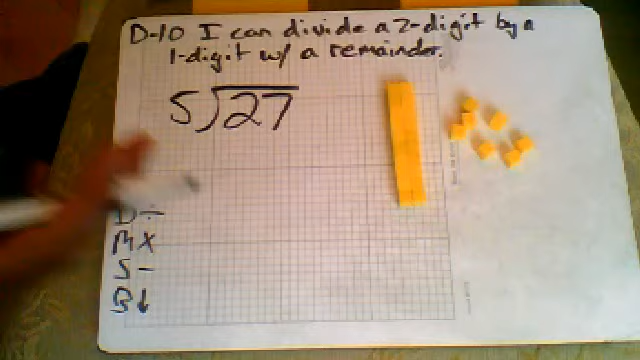 D-10 I can divide a 2-digit by a
1-digit w/ a remainder.
5)27
D ÷
M x
S -
B ↓